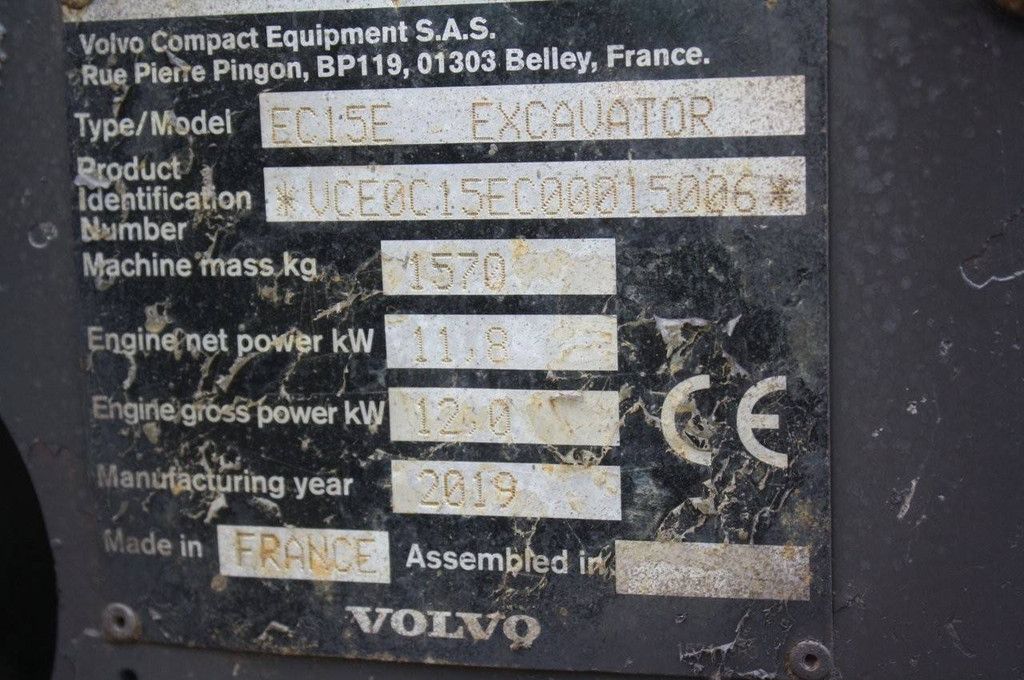 Volvo Compact Equipment S.A.S.
Rue Pierre Pingon, BP119, 01303 Belley, France.
Type/Model EC15E - EXCAVATOR
Product
Identification *VCE0C15EC00015006*
Number
Machine mass kg 1570
Engine net power kW 11.8
Engine gross power kW 12.0
Manufacturing year 2019
Made in FRANCE Assembled in
CE
VOLVO